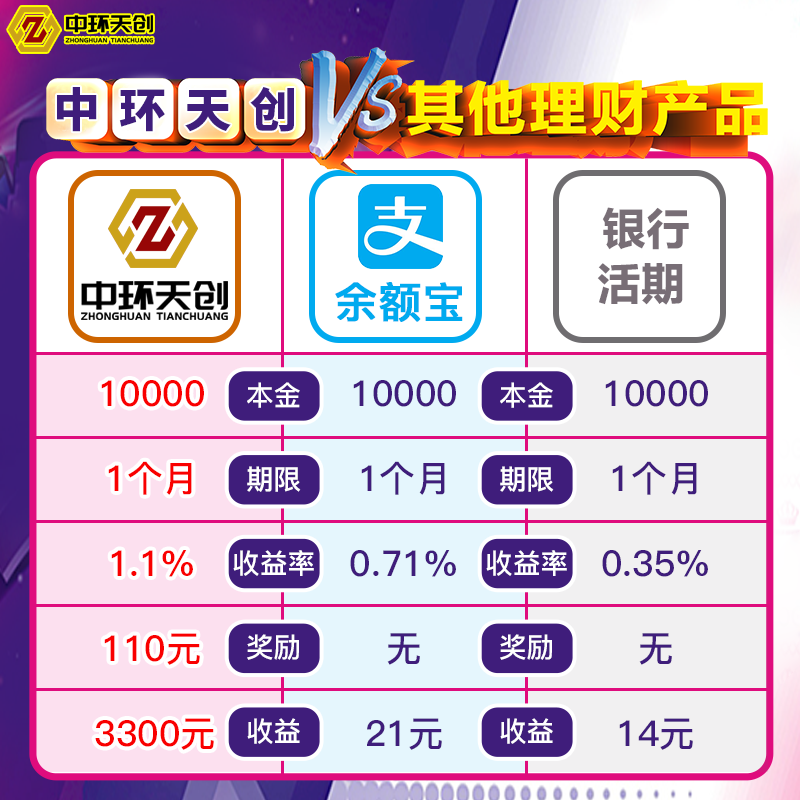 中环天创
ZHONGHUAN TIANCHUANG
中环天创 VS 其他理财产品
中环天创
ZHONGHUAN TIANCHUANG
支
余额宝
银行
活期
10000 本金 10000 本金 10000
1个月 期限 1个月 期限 1个月
1.1% 收益率 0.71% 收益率 0.35%
110元 奖励 无 奖励 无
3300元 收益 21元 收益 14元